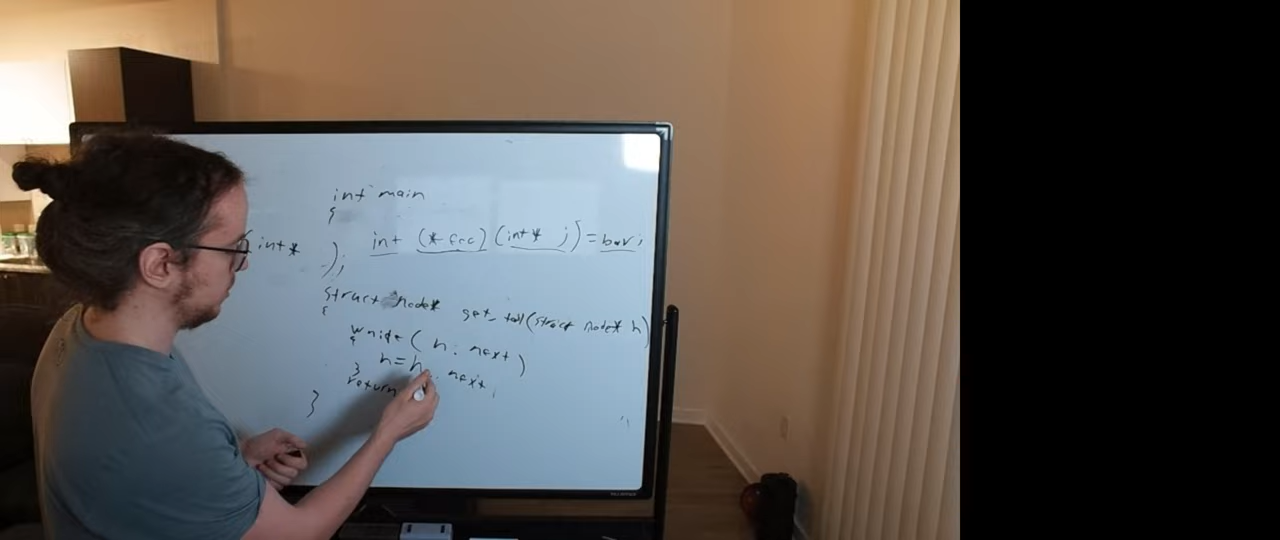 int main
{
int*
);
int (*fcc)(int* j)=bar;
struct node* get_tail(struct node* h)
{
while(h.next)
{
h=h.next;
}
return
}